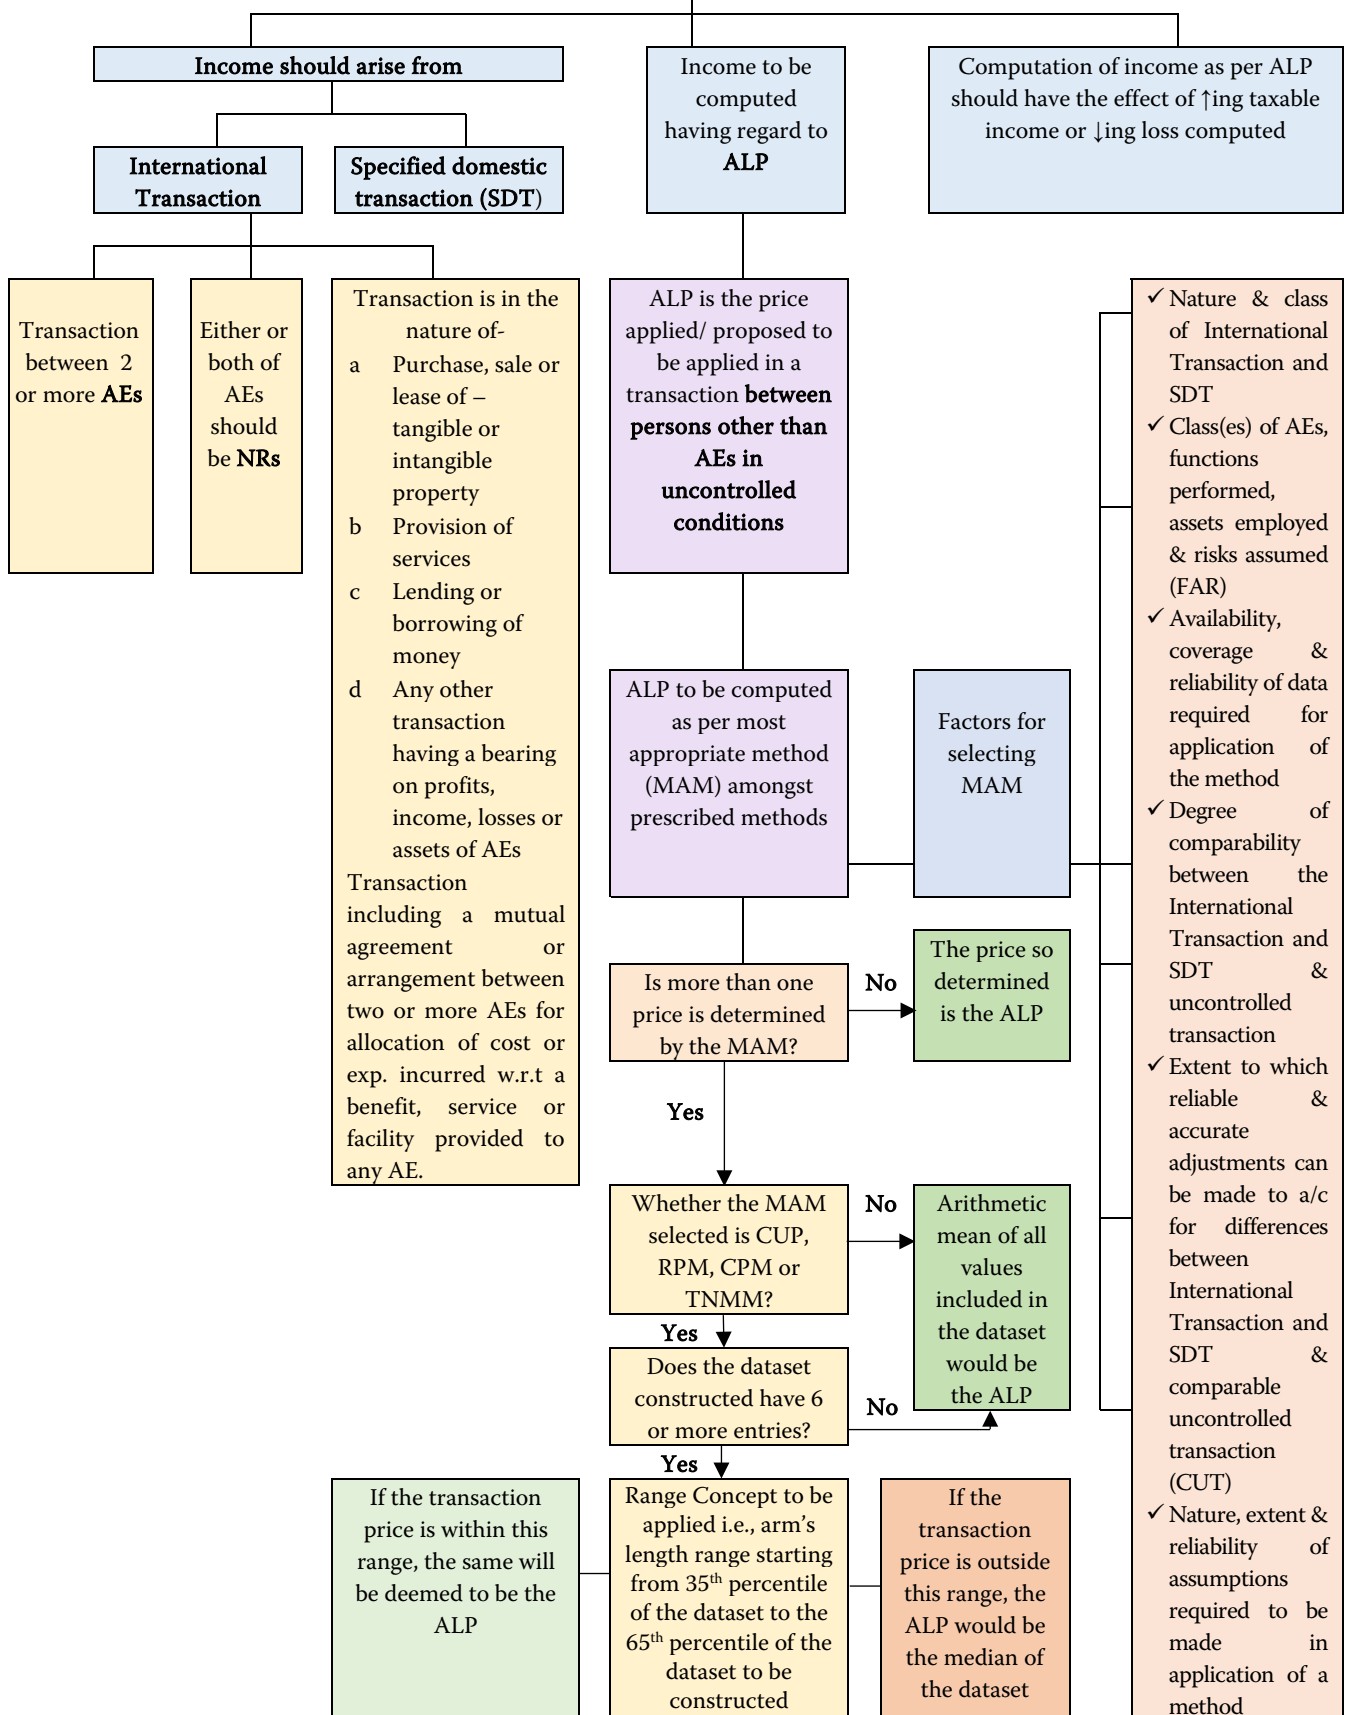 Income should arise from
Income to be
computed
having regard to
ALP
Computation of income as per ALP
should have the effect of ↑ing taxable
income or ↓ing loss computed
International
Transaction
Specified domestic
transaction (SDT)
Transaction
between 2
or more AEs
Either or
both of
AEs
should
be NRs
Transaction is in the
nature of-
a Purchase, sale or
lease of –
tangible or
intangible
property
b Provision of
services
c Lending or
borrowing of
money
d Any other
transaction
having a bearing
on profits,
income, losses or
assets of AEs
Transaction
including a mutual
agreement or
arrangement between
two or more AEs for
allocation of cost or
exp. incurred w.r.t a
benefit, service or
facility provided to
any AE.
ALP is the price
applied/ proposed to
be applied in a
transaction between
persons other than
AEs in
uncontrolled
conditions
ALP to be computed
as per most
appropriate method
(MAM) amongst
prescribed methods
Factors for
selecting
MAM
✓ Nature & class
of International
Transaction and
SDT
✓ Class(es) of AEs,
functions
performed,
assets employed
& risks assumed
(FAR)
✓ Availability,
coverage &
reliability of data
required for
application of
the method
✓ Degree of
comparability
between the
International
Transaction and
SDT &
uncontrolled
transaction
✓ Extent to which
reliable &
accurate
adjustments can
be made to a/c
for differences
between
International
Transaction and
SDT &
comparable
uncontrolled
transaction
(CUT)
✓ Nature, extent &
reliability of
assumptions
required to be
made in
application of a
method
Is more than one
price is determined
by the MAM?
No
The price so
determined
is the ALP
Yes
Whether the MAM
selected is CUP,
RPM, CPM or
TNMM?
No
Arithmetic
mean of all
values
included in
the dataset
would be
the ALP
Yes
Does the dataset
constructed have 6
or more entries?
No
Yes
If the transaction
price is within this
range, the same will
be deemed to be the
ALP
Range Concept to be
applied i.e., arm's
length range starting
from 35th percentile
of the dataset to the
65th percentile of the
dataset to be
constructed
If the
transaction
price is outside
this range, the
ALP would be
the median of
the dataset